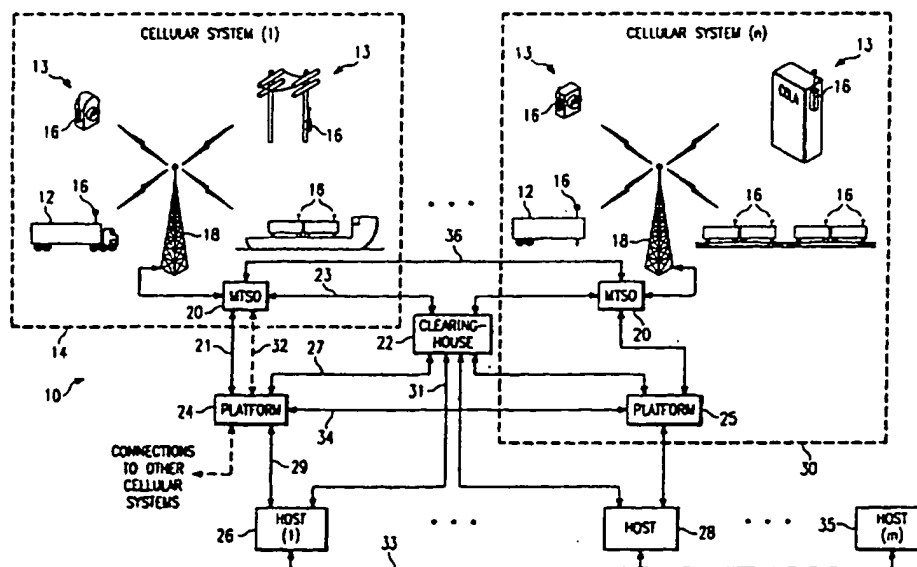 CELLULAR SYSTEM (1)
CELLULAR SYSTEM (n)
13
13
13
13
16
16
16
16
COLA
12
16
16
12
16
16
18
18
36
23
MTSO
MTSO
20
20
CLEARING-
HOUSE
22
14
21
32
27
31
10
24
PLATFORM
PLATFORM
25
34
CONNECTIONS
TO OTHER
CELLULAR
SYSTEMS
29
30
26
HOST
(1)
HOST
28
35
HOST
(m)
33